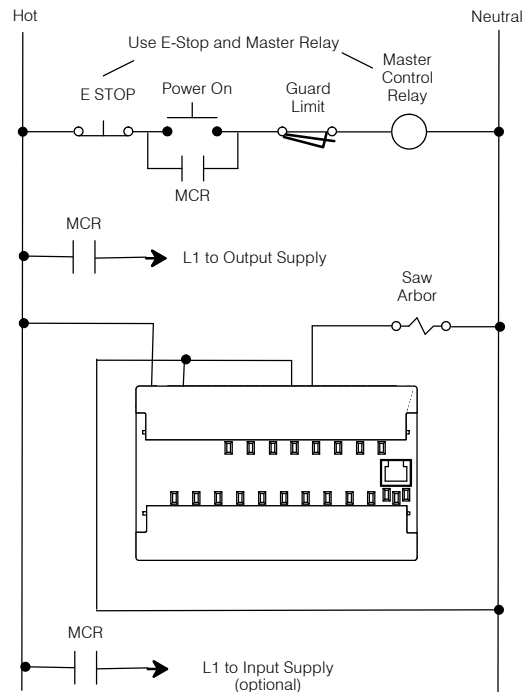 Hot
Neutral
Use E-Stop and Master Relay
E STOP
Power On
Guard
Limit
Master
Control
Relay
MCR
MCR
L1 to Output Supply
Saw
Arbor
MCR
L1 to Input Supply
(optional)